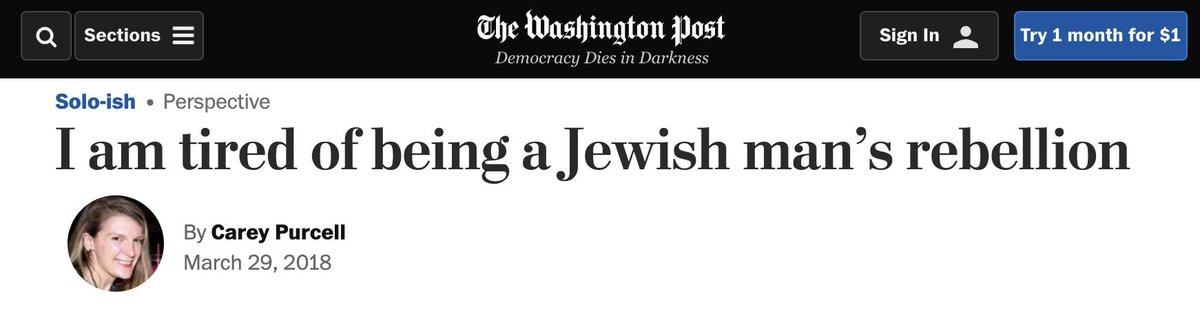 Sections
The Washington Post
Democracy Dies in Darkness
Sign In
Try 1 month for $1
Solo-ish • Perspective
I am tired of being a Jewish man’s rebellion
By Carey Purcell
March 29, 2018